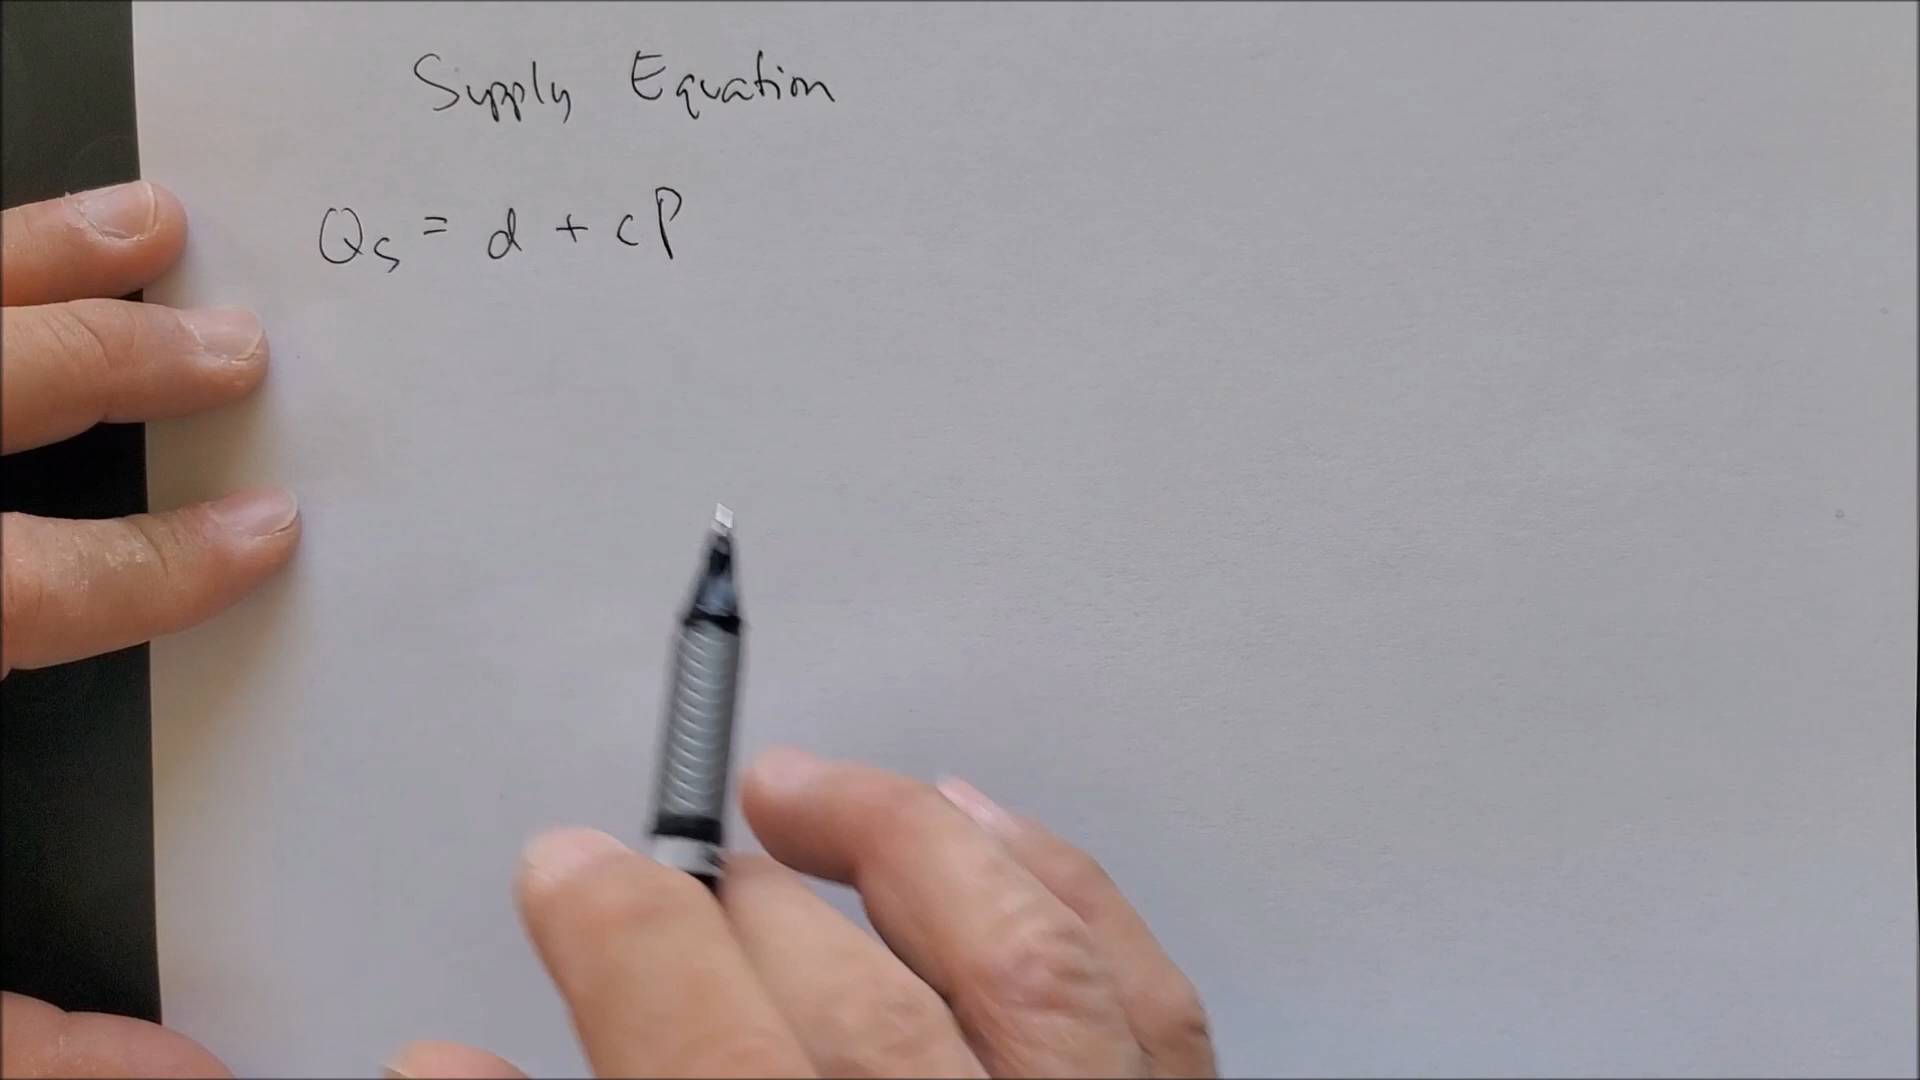 Supply Equation
Qs = d + cP